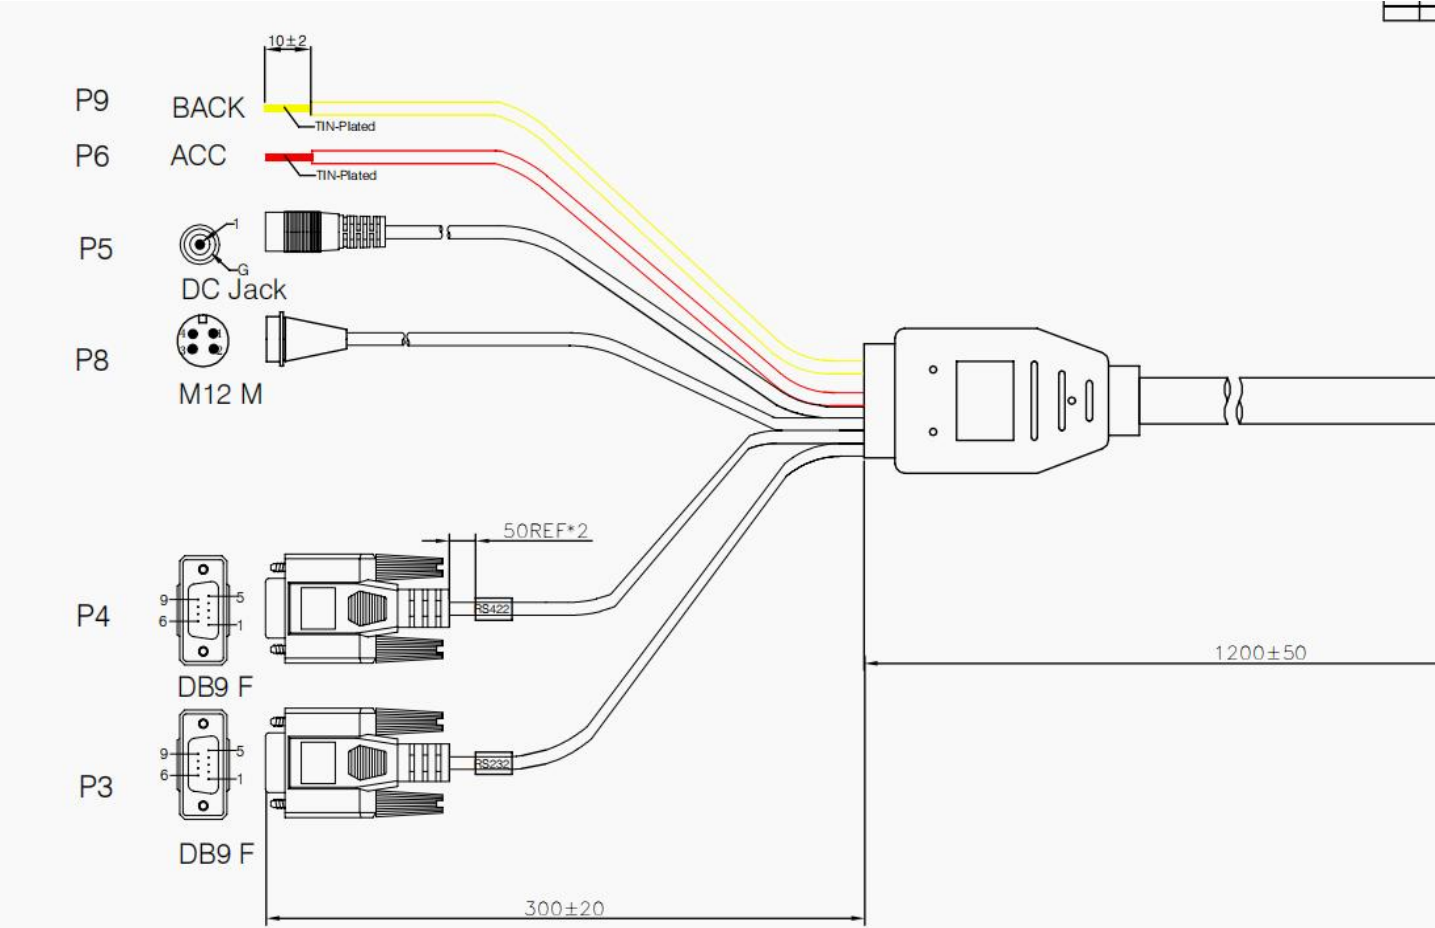 10±2
P9 BACK
TIN-Plated
P6 ACC
TIN-Plated
1
P5
G
DC Jack
4 1
3 2
P8
M12 M
50REF*2
9 5
RS422
P4
6 1
1200±50
DB9 F
9 5
RS232
6 1
P3
DB9 F
300±20